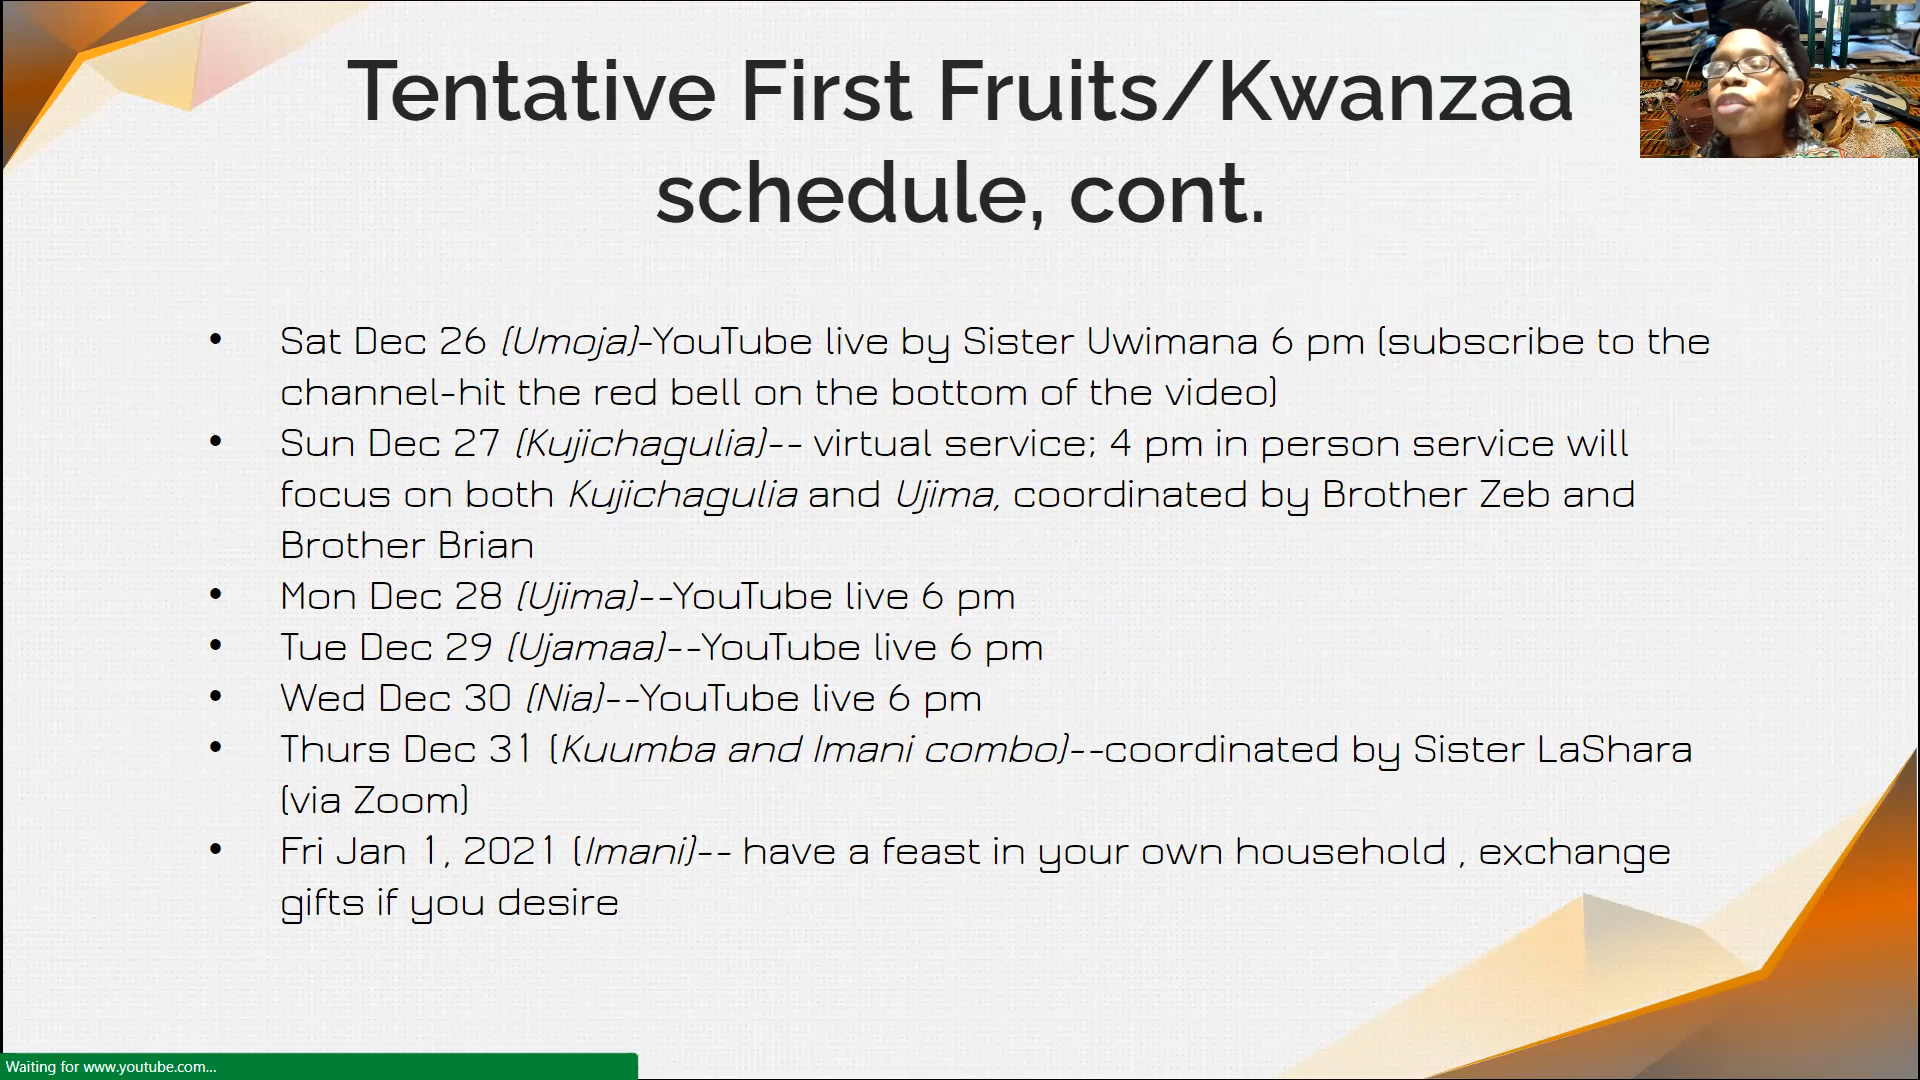 Tentative First Fruits/Kwanzaa
schedule, cont.
• Sat Dec 26 (Umoja)-YouTube live by Sister Uwimana 6 pm (subscribe to the
channel-hit the red bell on the bottom of the video)
• Sun Dec 27 (Kujichagulia)-- virtual service; 4 pm in person service will
focus on both Kujichagulia and Ujima, coordinated by Brother Zeb and
Brother Brian
• Mon Dec 28 (Ujima)--YouTube live 6 pm
• Tue Dec 29 (Ujamaa)--YouTube live 6 pm
• Wed Dec 30 (Nia)--YouTube live 6 pm
• Thurs Dec 31 (Kuumba and Imani combo)--coordinated by Sister LaShara
(via Zoom)
• Fri Jan 1, 2021 (Imani)-- have a feast in your own household , exchange
gifts if you desire
Waiting for www.youtube.com...